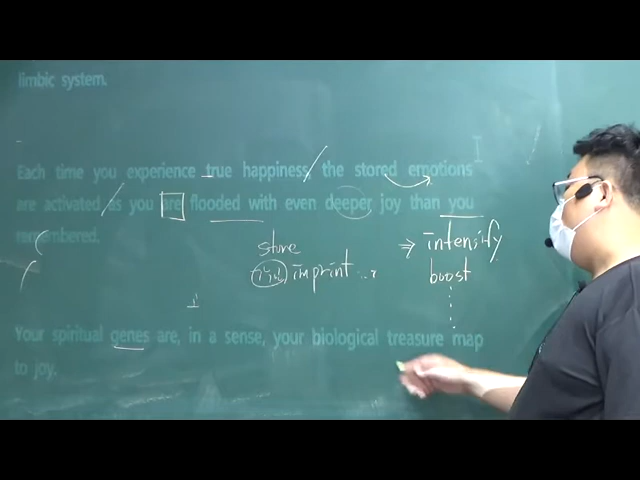 limbic system.
Each time you experience true happiness, the stored emotions
are activated as you are flooded with even deeper joy than you
remembered.
store
imprint...
⇒ intensify
boost
Your spiritual genes are, in a sense, your biological treasure map
to joy.